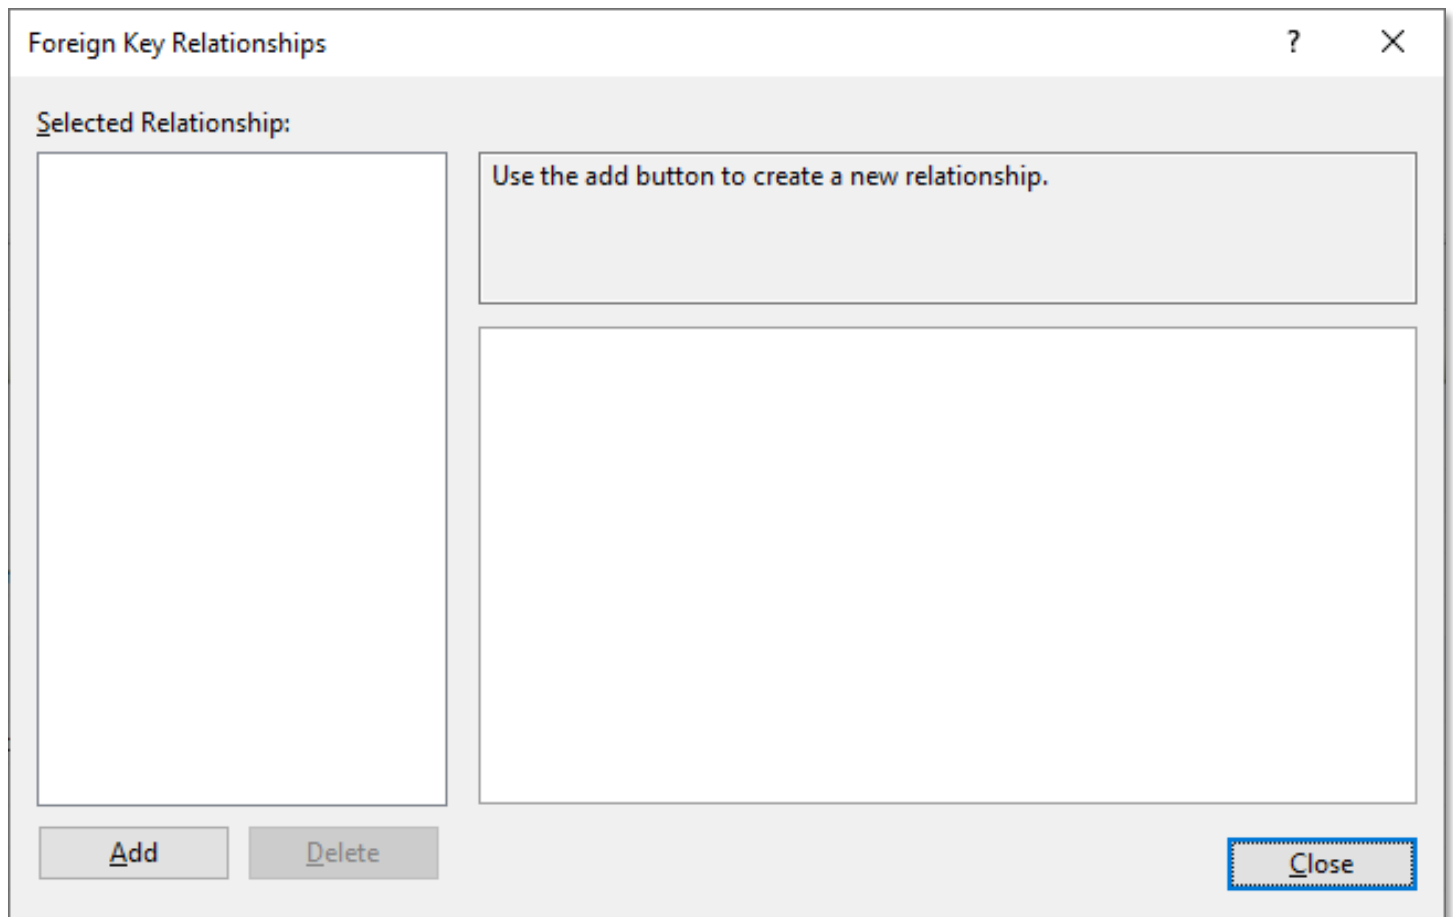 Foreign Key Relationships ?
Selected Relationship:
Use the add button to create a new relationship.
Add Delete
Close